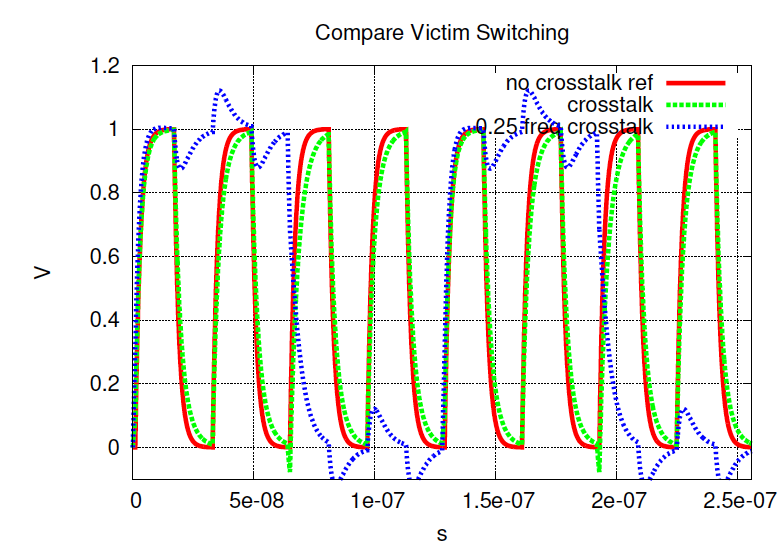 Compare Victim Switching
1.2
no crosstalk ref
crosstalk
0.25 freq crosstalk
1
0.8
0.6
V
0.4
0.2
0
0 5e-08 1e-07 1.5e-07 2e-07 2.5e-07
s